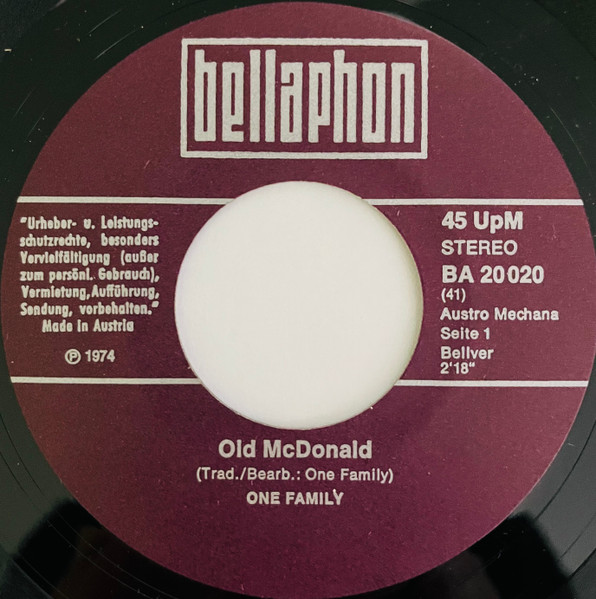 bellaphon
"Urheber- u. Leistungs-
schutzrechte, besonders
Vervielfältigung (außer
zum persönl. Gebrauch),
Vermietung, Aufführung,
Sendung, vorbehalten."
Made in Austria
Ⓟ 1974
45 UpM
STEREO
BA 20 020
(41)
Austro Mechana
Seite 1
Bellver
2'18"
Old McDonald
(Trad./Bearb.: One Family)
ONE FAMILY